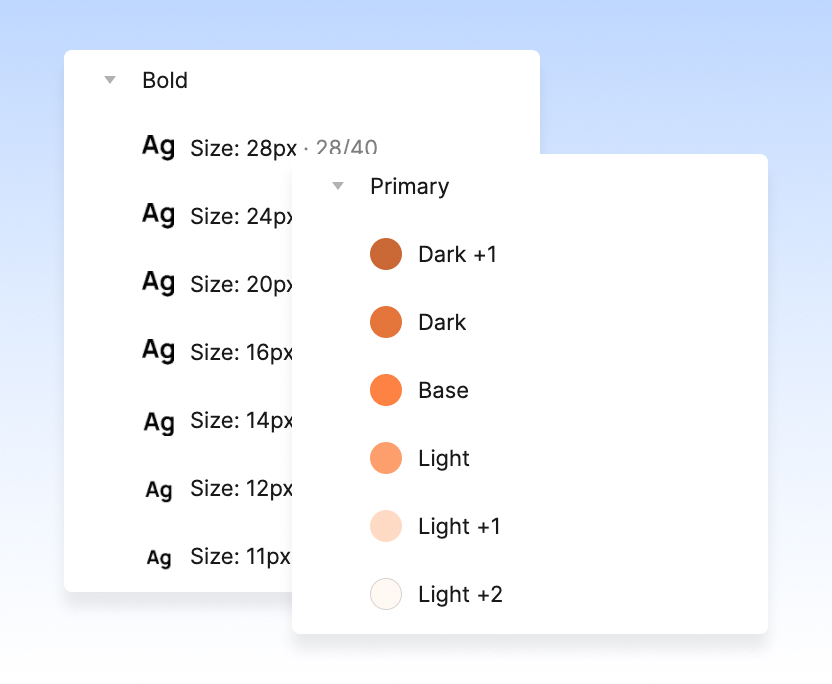 Bold
Ag Size: 28px · 28/40
Ag Size: 24px
Ag Size: 20px
Ag Size: 16px
Ag Size: 14px
Ag Size: 12px
Ag Size: 11px
Primary
Dark +1
Dark
Base
Light
Light +1
Light +2